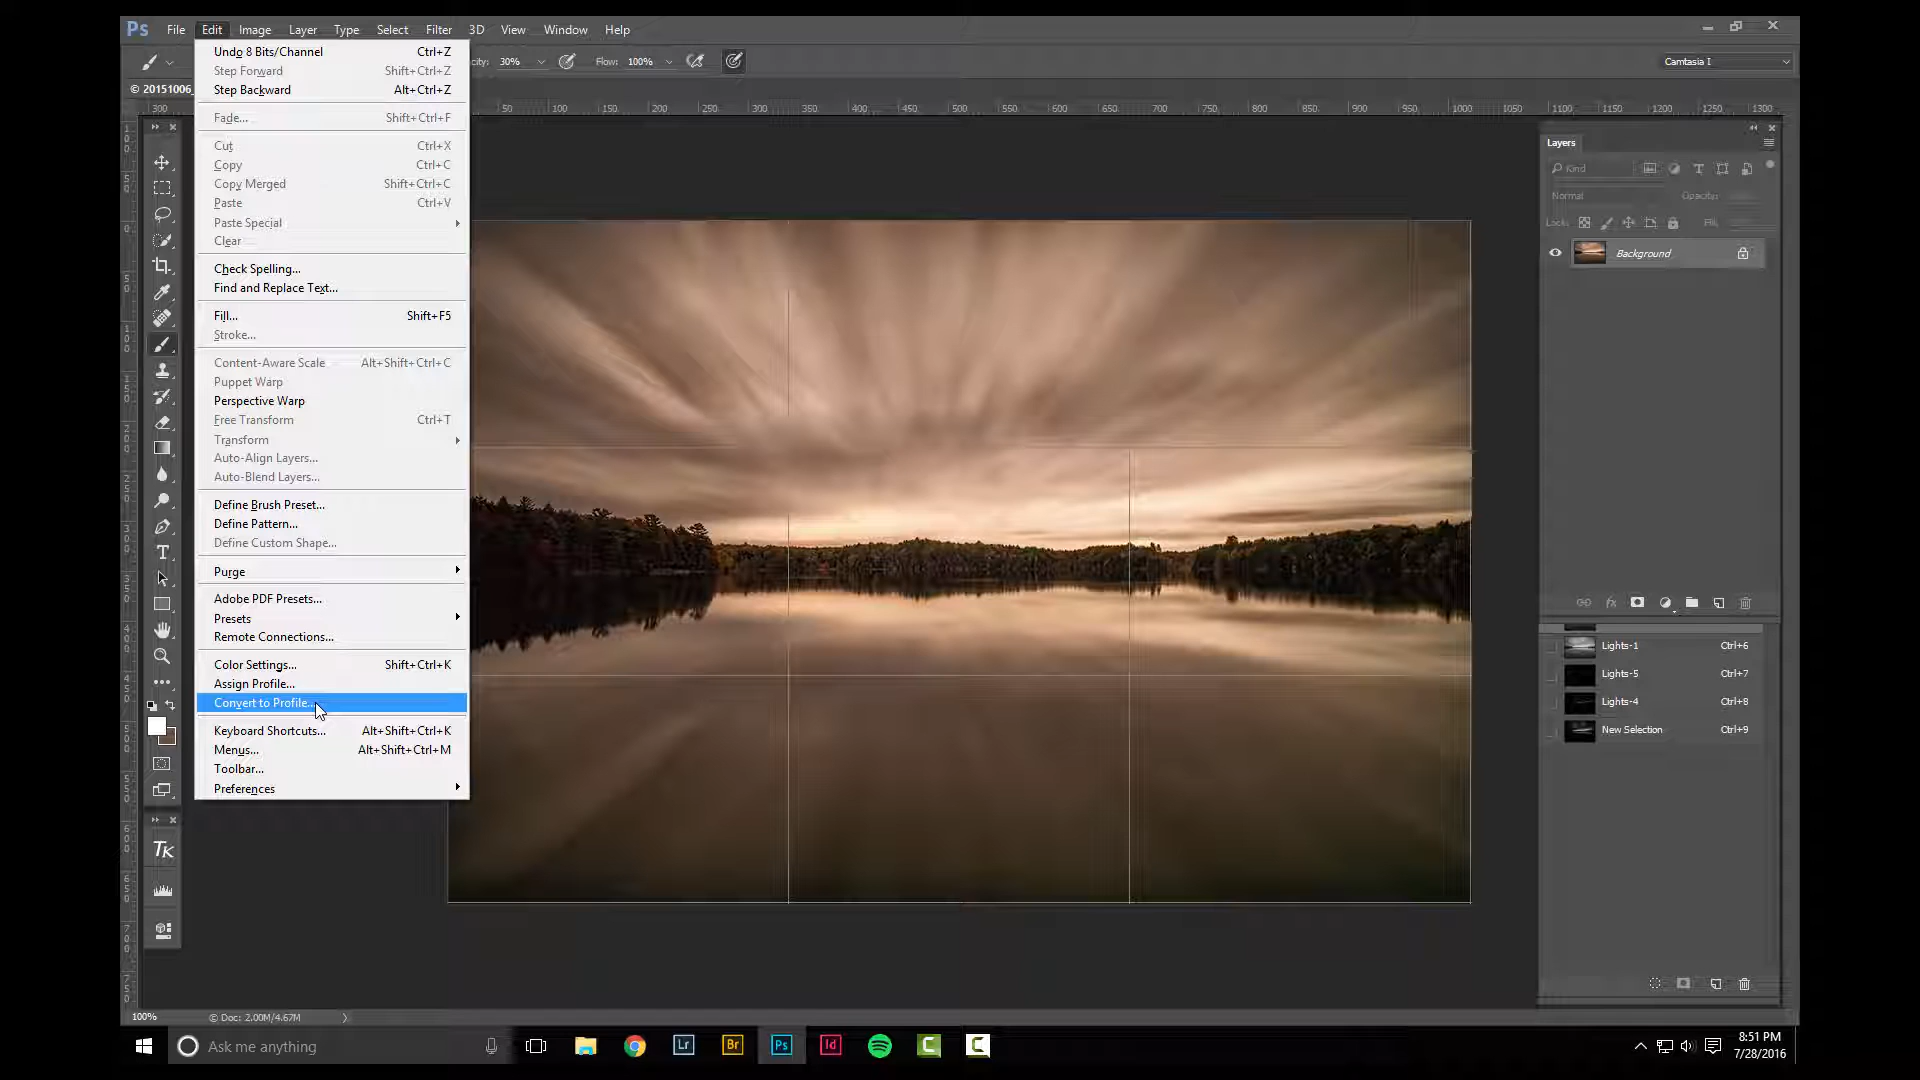 Ps File Edit Image Layer Type Select Filter 3D View Window Help
30% Flow: 100% Camtasia I
© 20151006_
300 50 100 150 200 250 300 350 400 450 500 550 600 650 700 750 800 850 900 950 1000 1050 1100 1150 1200 1250 1300
Undo 8 Bits/Channel Ctrl+Z
Step Forward Shift+Ctrl+Z
Step Backward Alt+Ctrl+Z
Fade... Shift+Ctrl+F
Cut Ctrl+X
Copy Ctrl+C
Copy Merged Shift+Ctrl+C
Paste Ctrl+V
Paste Special
Clear
Check Spelling...
Find and Replace Text...
Fill... Shift+F5
Stroke...
Content-Aware Scale Alt+Shift+Ctrl+C
Puppet Warp
Perspective Warp
Free Transform Ctrl+T
Transform
Auto-Align Layers...
Auto-Blend Layers...
Define Brush Preset...
Define Pattern...
Define Custom Shape...
Purge
Adobe PDF Presets...
Presets
Remote Connections...
Color Settings... Shift+Ctrl+K
Assign Profile...
Convert to Profile...
Keyboard Shortcuts... Alt+Shift+Ctrl+K
Menus... Alt+Shift+Ctrl+M
Toolbar...
Preferences
TK
Layers
Kind
Normal Opacity:
Lock: Fill:
Background
Lights-1 Ctrl+6
Lights-5 Ctrl+7
Lights-4 Ctrl+8
New Selection Ctrl+9
100% © Doc: 2.00M/4.67M
Ask me anything Lr Br Ps Id
8:51 PM
7/28/2016